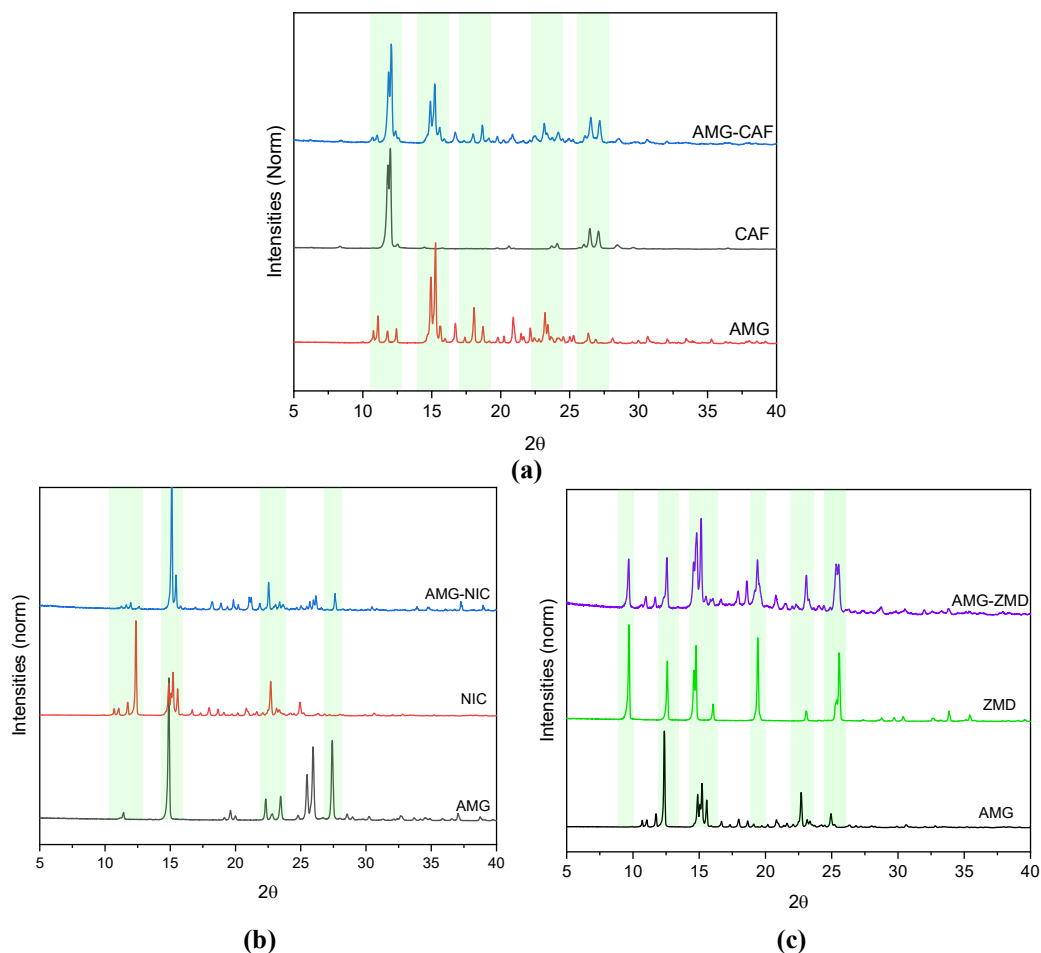 Intensities (Norm)
AMG-CAF
CAF
AMG
5 10 15 20 25 30 35 40
2θ
(a)
Intensities (norm)
AMG-NIC
NIC
AMG
5 10 15 20 25 30 35 40
2θ
(b)
Intensities (norm)
AMG-ZMD
ZMD
AMG
5 10 15 20 25 30 35 40
2θ
(c)